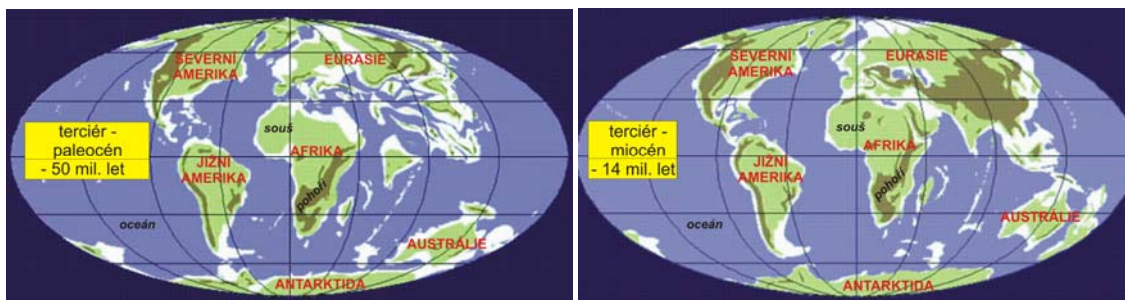 SEVERNÍ
AMERIKA
EURASIE
terciér -
paleocén
- 50 mil. let
souš
AFRIKA
JIŽNÍ
AMERIKA
pohoří
oceán
AUSTRÁLIE
ANTARKTIDA
SEVERNÍ
AMERIKA
EURASIE
terciér -
miocén
- 14 mil. let
souš
AFRIKA
JIŽNÍ
AMERIKA
pohoří
oceán
AUSTRÁLIE
ANTARKTIDA